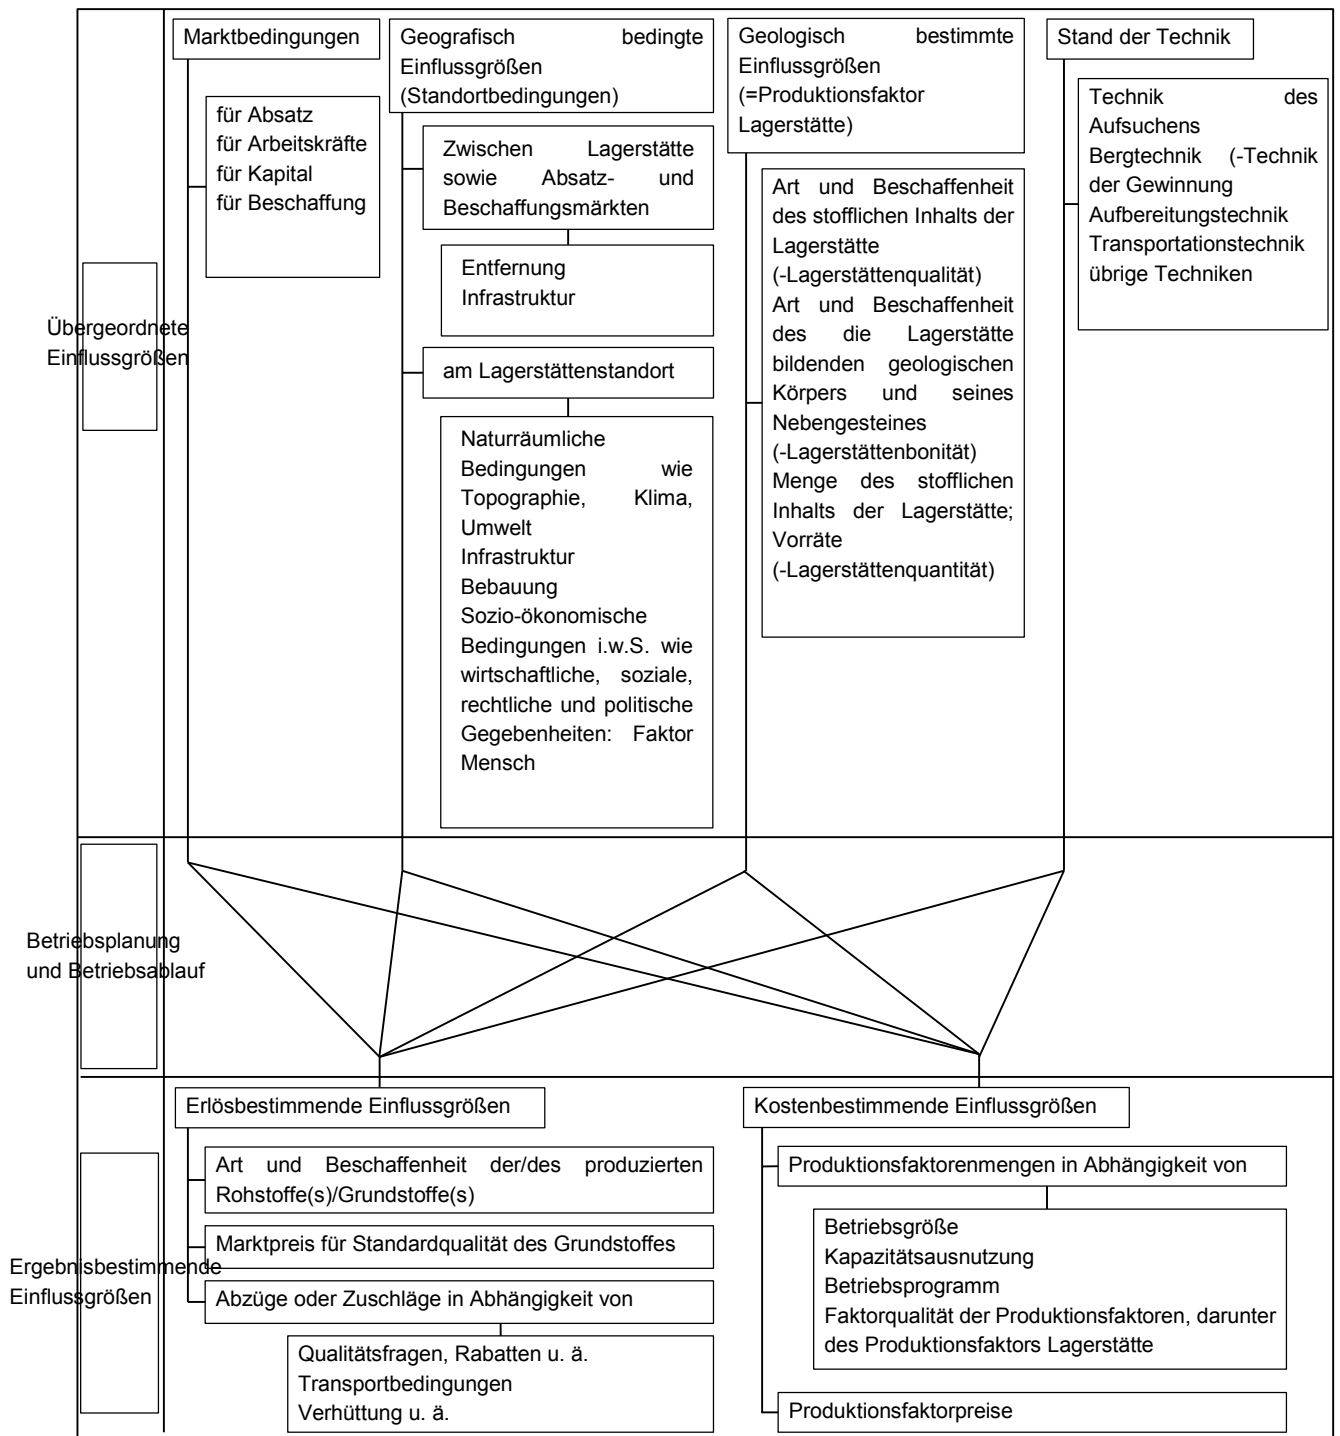 Marktbedingungen
für Absatz
für Arbeitskräfte
für Kapital
für Beschaffung
Geografisch bedingte
Einflussgrößen
(Standortbedingungen)
Zwischen Lagerstätte
sowie Absatz- und
Beschaffungsmärkten
Entfernung
Infrastruktur
am Lagerstättenstandort
Naturräumliche
Bedingungen wie
Topographie, Klima,
Umwelt
Infrastruktur
Bebauung
Sozio-ökonomische
Bedingungen i.w.S. wie
wirtschaftliche, soziale,
rechtliche und politische
Gegebenheiten: Faktor
Mensch
Geologisch bestimmte
Einflussgrößen
(=Produktionsfaktor
Lagerstätte)
Art und Beschaffenheit
des stofflichen Inhalts der
Lagerstätte
(-Lagerstättenqualität)
Art und Beschaffenheit
des die Lagerstätte
bildenden geologischen
Körpers und seines
Nebengesteines
(-Lagerstättenbonität)
Menge des stofflichen
Inhalts der Lagerstätte;
Vorräte
(-Lagerstättenquantität)
Stand der Technik
Technik des
Aufsuchens
Bergtechnik (-Technik
der Gewinnung
Aufbereitungstechnik
Transportationstechnik
übrige Techniken
Übergeordnete
Einflussgrößen
Betriebsplanung
und Betriebsablauf
Ergebnisbestimmende
Einflussgrößen
Erlösbestimmende Einflussgrößen
Art und Beschaffenheit der/des produzierten
Rohstoffe(s)/Grundstoffe(s)
Marktpreis für Standardqualität des Grundstoffes
Abzüge oder Zuschläge in Abhängigkeit von
Qualitätsfragen, Rabatten u. ä.
Transportbedingungen
Verhüttung u. ä.
Kostenbestimmende Einflussgrößen
Produktionsfaktorenmengen in Abhängigkeit von
Betriebsgröße
Kapazitätsausnutzung
Betriebsprogramm
Faktorqualität der Produktionsfaktoren, darunter
des Produktionsfaktors Lagerstätte
Produktionsfaktorpreise